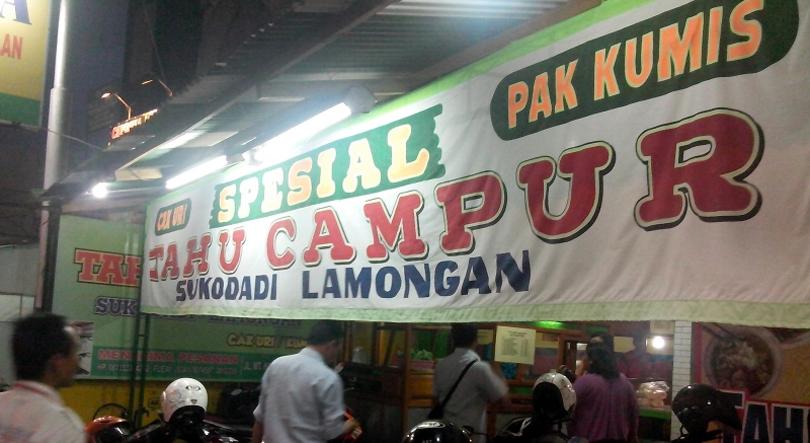 PAK KUMIS
CAK URI
SPESIAL
TAHU CAMPUR
SUKODADI LAMONGAN
CAK URI